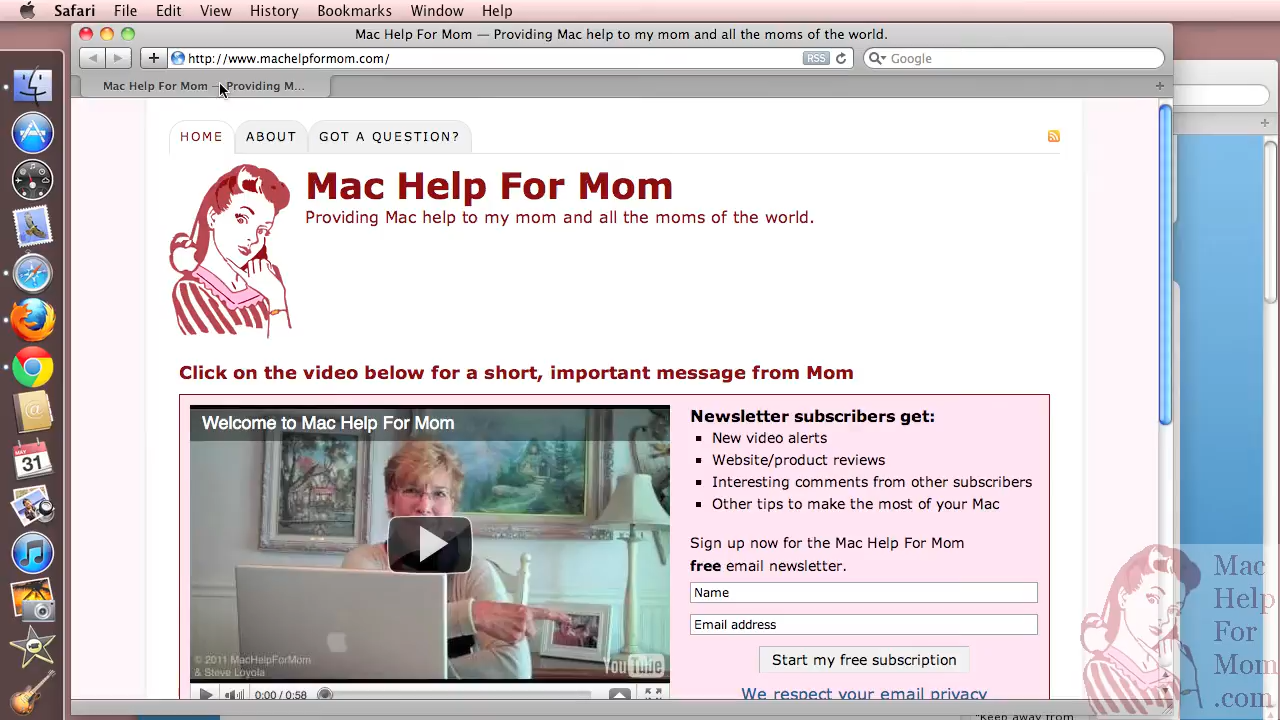 Safari File Edit View History Bookmarks Window Help
Mac Help For Mom — Providing Mac help to my mom and all the moms of the world.
http://www.machelpformom.com/
RSS
Google
Mac Help For Mom — Providing M...
HOME
ABOUT
GOT A QUESTION?
Mac Help For Mom
Providing Mac help to my mom and all the moms of the world.
Click on the video below for a short, important message from Mom
Welcome to Mac Help For Mom
© 2011 MacHelpForMom
& Steve Loyola
YouTube
0:00 / 0:58
Newsletter subscribers get:
New video alerts
Website/product reviews
Interesting comments from other subscribers
Other tips to make the most of your Mac
Sign up now for the Mac Help For Mom
free email newsletter.
Name
Email address
Start my free subscription
We respect your email privacy
MAY
31
Mac
Help
For
Mom
.com
"Keep away from